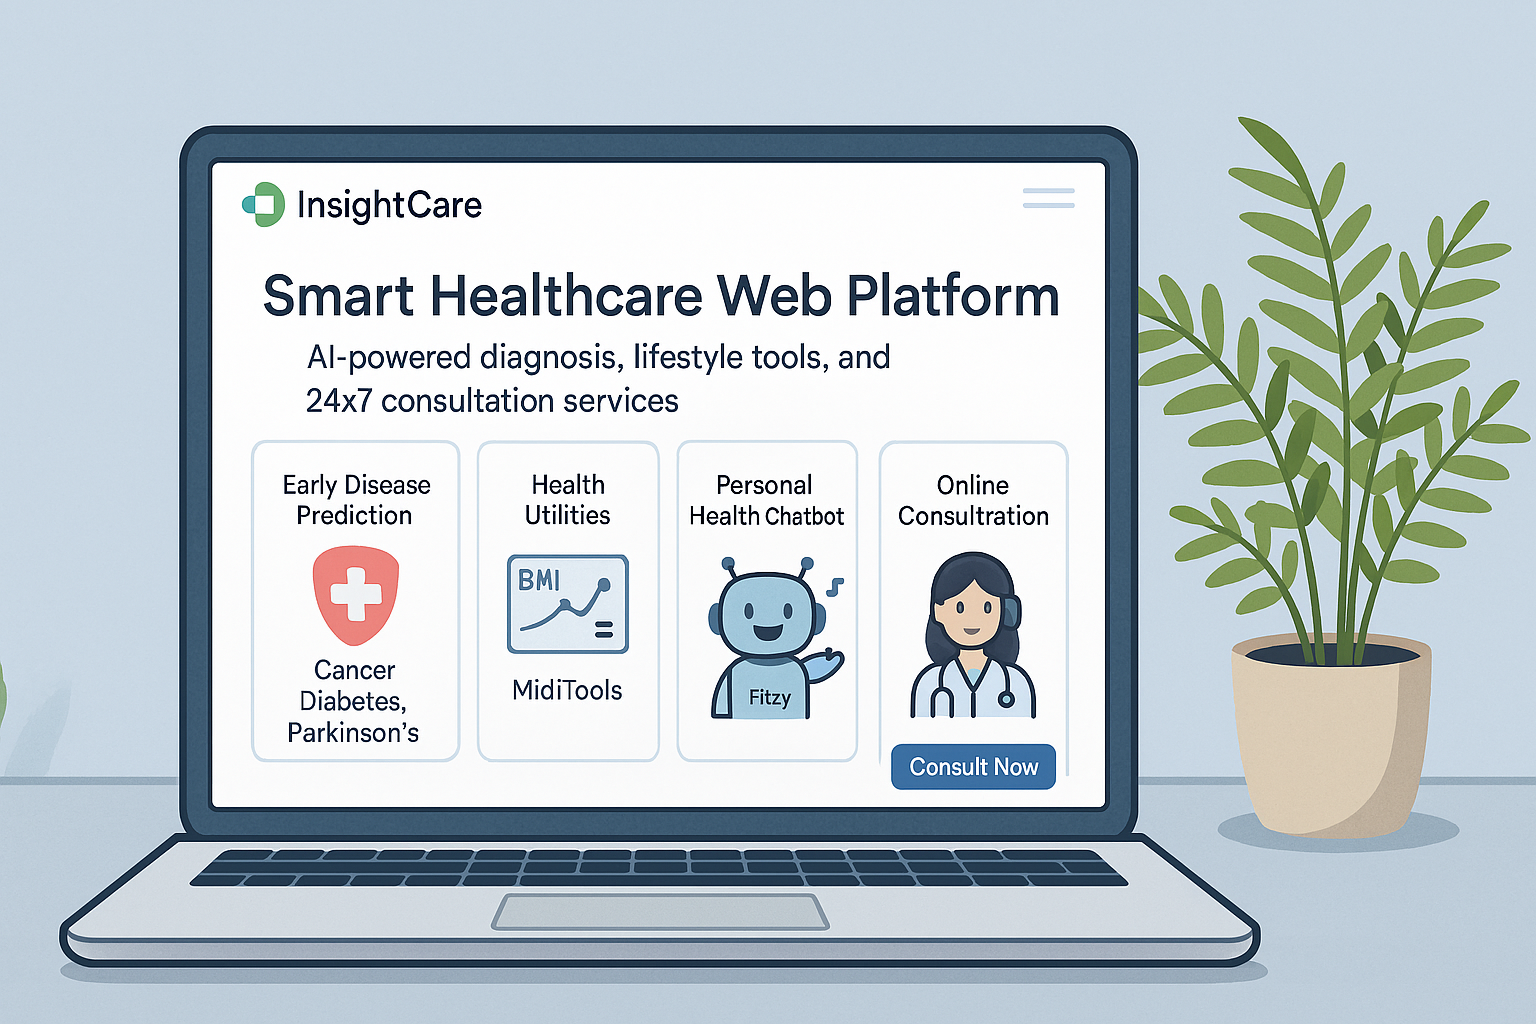 InsightCare
Smart Healthcare Web Platform
AI-powered diagnosis, lifestyle tools, and
24x7 consultation services
Early Disease
Prediction
Cancer
Diabetes,
Parkinson's
Health
Utilities
BMI
MidiTools
Personal
Health Chatbot
Fitzy
Online
Consultration
Consult Now